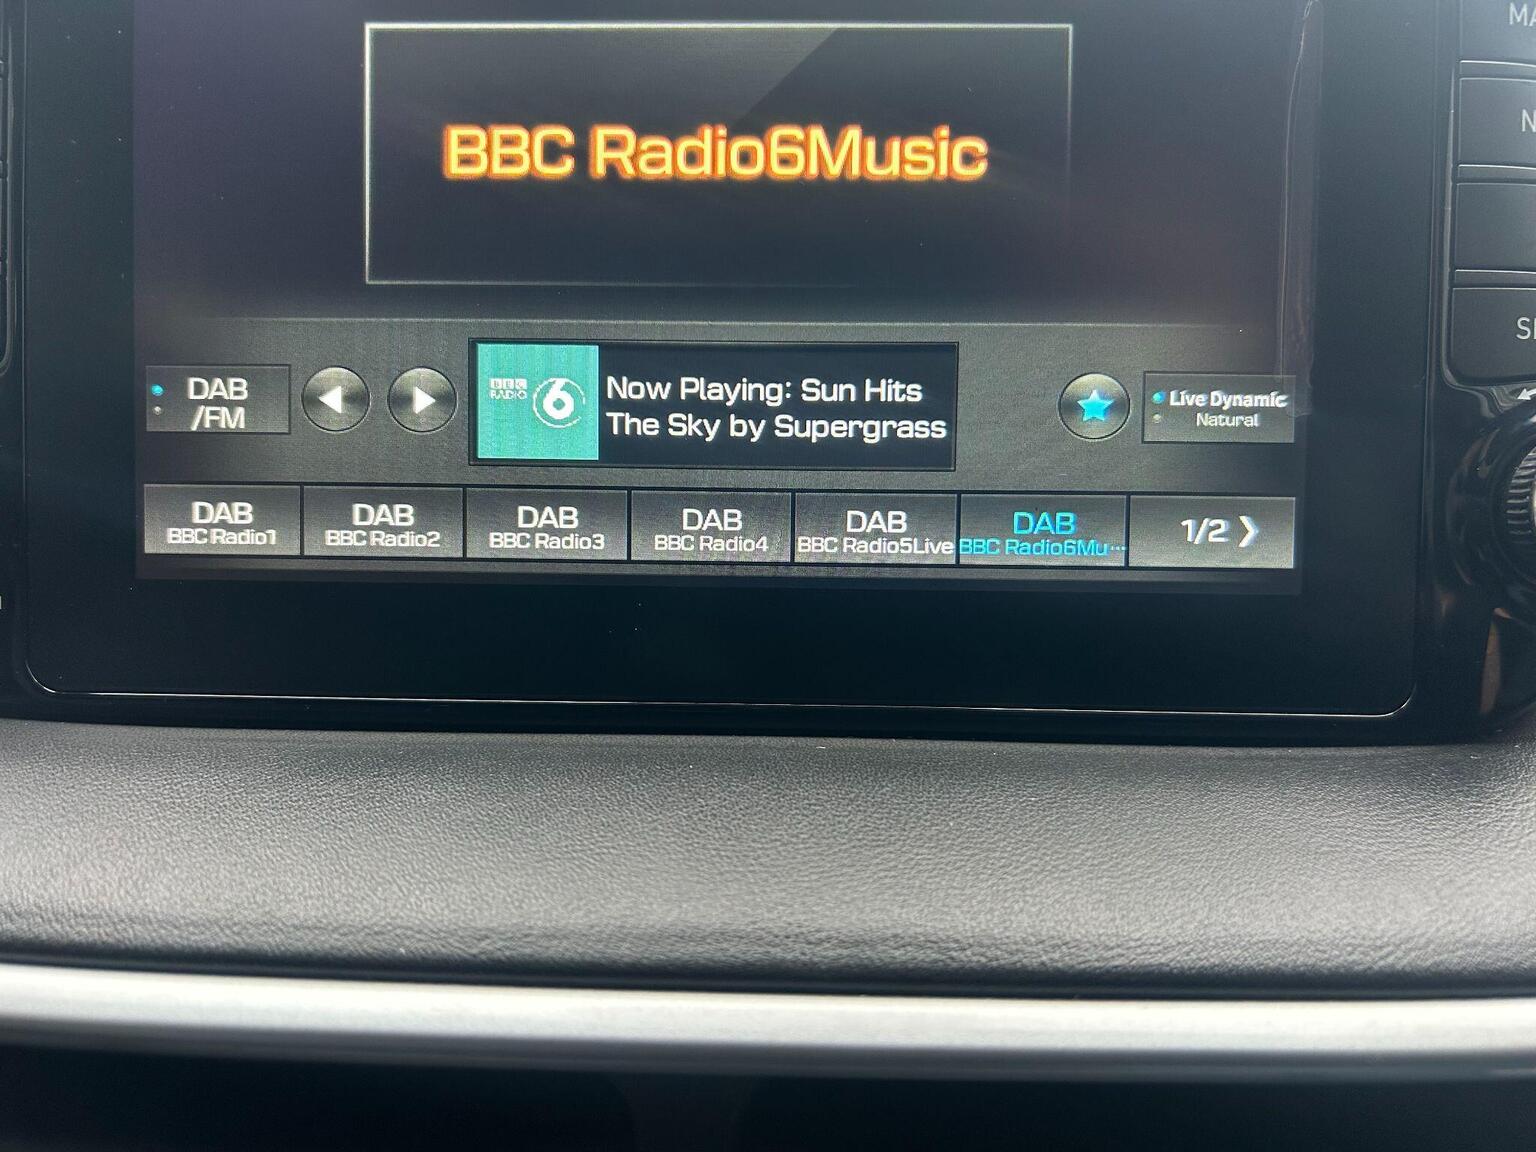 BBC Radio6Music
DAB
/FM
BBC
RADIO
6
Now Playing: Sun Hits
The Sky by Supergrass
Live Dynamic
Natural
DAB
BBC Radio1
DAB
BBC Radio2
DAB
BBC Radio3
DAB
BBC Radio4
DAB
BBC Radio5Live
DAB
BBC Radio6Mu…
1/2 ❯